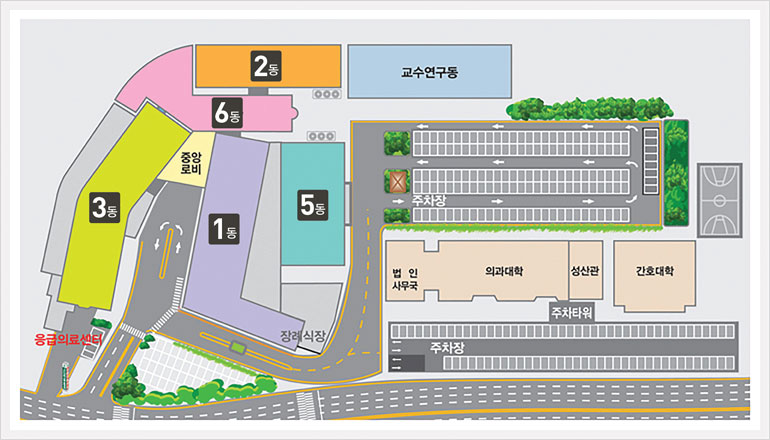 2동
교수연구동
6동
중앙
로비
3동
1동
5동
주차장
법 인
사무국
의과대학
성산관
간호대학
주차타워
장례식장
응급의료센터
주차장